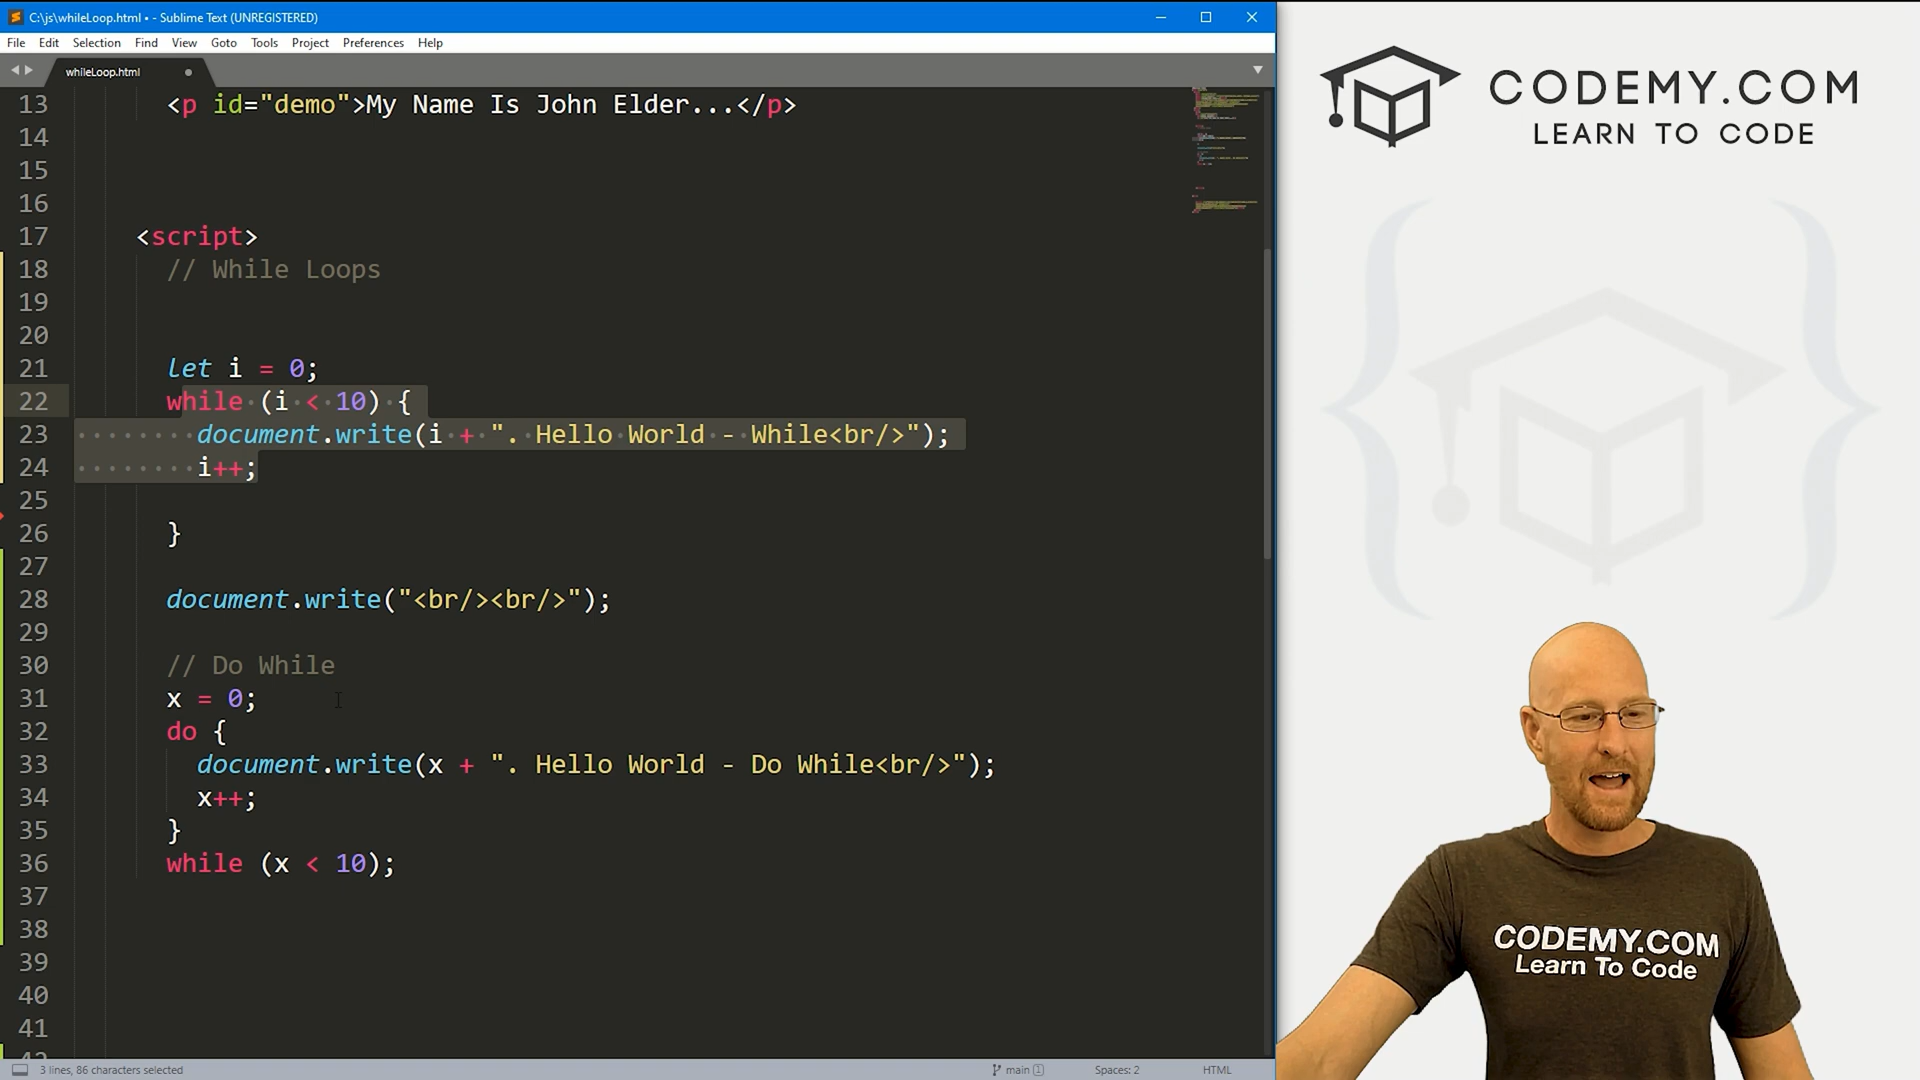 C:\js\whileLoop.html • - Sublime Text (UNREGISTERED)
File Edit Selection Find View Goto Tools Project Preferences Help
whileLoop.html
13 <p id="demo">My Name Is John Elder...</p>
14
15
16
17 <script>
18 // While Loops
19
20
21 let i = 0;
22 while (i < 10) {
23 document.write(i + ". Hello World - While<br/>");
24 i++;
25
26 }
27
28 document.write("<br/><br/>");
29
30 // Do While
31 x = 0;
32 do {
33 document.write(x + ". Hello World - Do While<br/>");
34 x++;
35 }
36 while (x < 10);
37
38
39
40
41
3 lines, 86 characters selected
main 1
Spaces: 2
HTML
CODEMY.COM
LEARN TO CODE
CODEMY.COM
Learn To Code